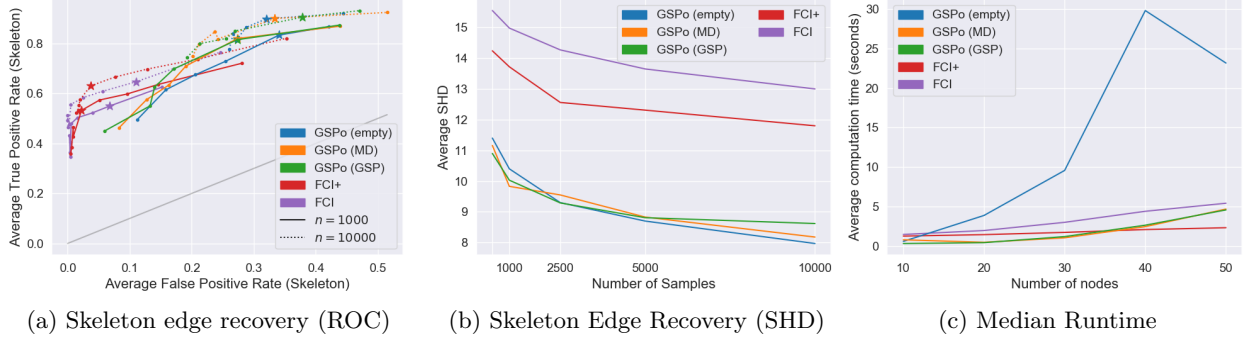 Average True Positive Rate (Skeleton)
0.8
0.6
0.4
0.2
0.0
GSPo (empty)
GSPo (MD)
GSPo (GSP)
FCI+
FCI
n = 1000
n = 10000
0.0 0.1 0.2 0.3 0.4 0.5
Average False Positive Rate (Skeleton)
(a) Skeleton edge recovery (ROC)
Average SHD
15
14
13
12
11
10
9
8
GSPo (empty) FCI+
GSPo (MD) FCI
GSPo (GSP)
1000 2500 5000 10000
Number of Samples
(b) Skeleton Edge Recovery (SHD)
Average computation time (seconds)
30
25
20
15
10
5
0
GSPo (empty)
GSPo (MD)
GSPo (GSP)
FCI+
FCI
10 20 30 40 50
Number of nodes
(c) Median Runtime